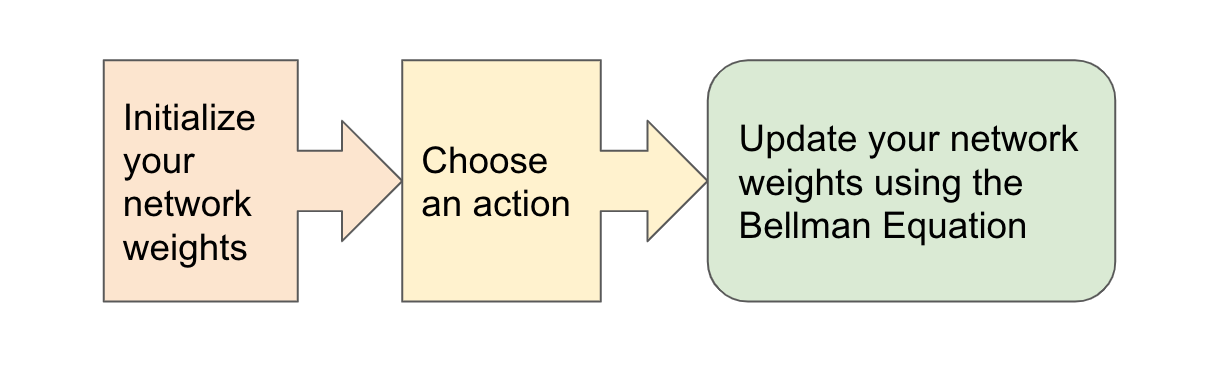 Initialize
your
network
weights
Choose
an action
Update your network
weights using the
Bellman Equation